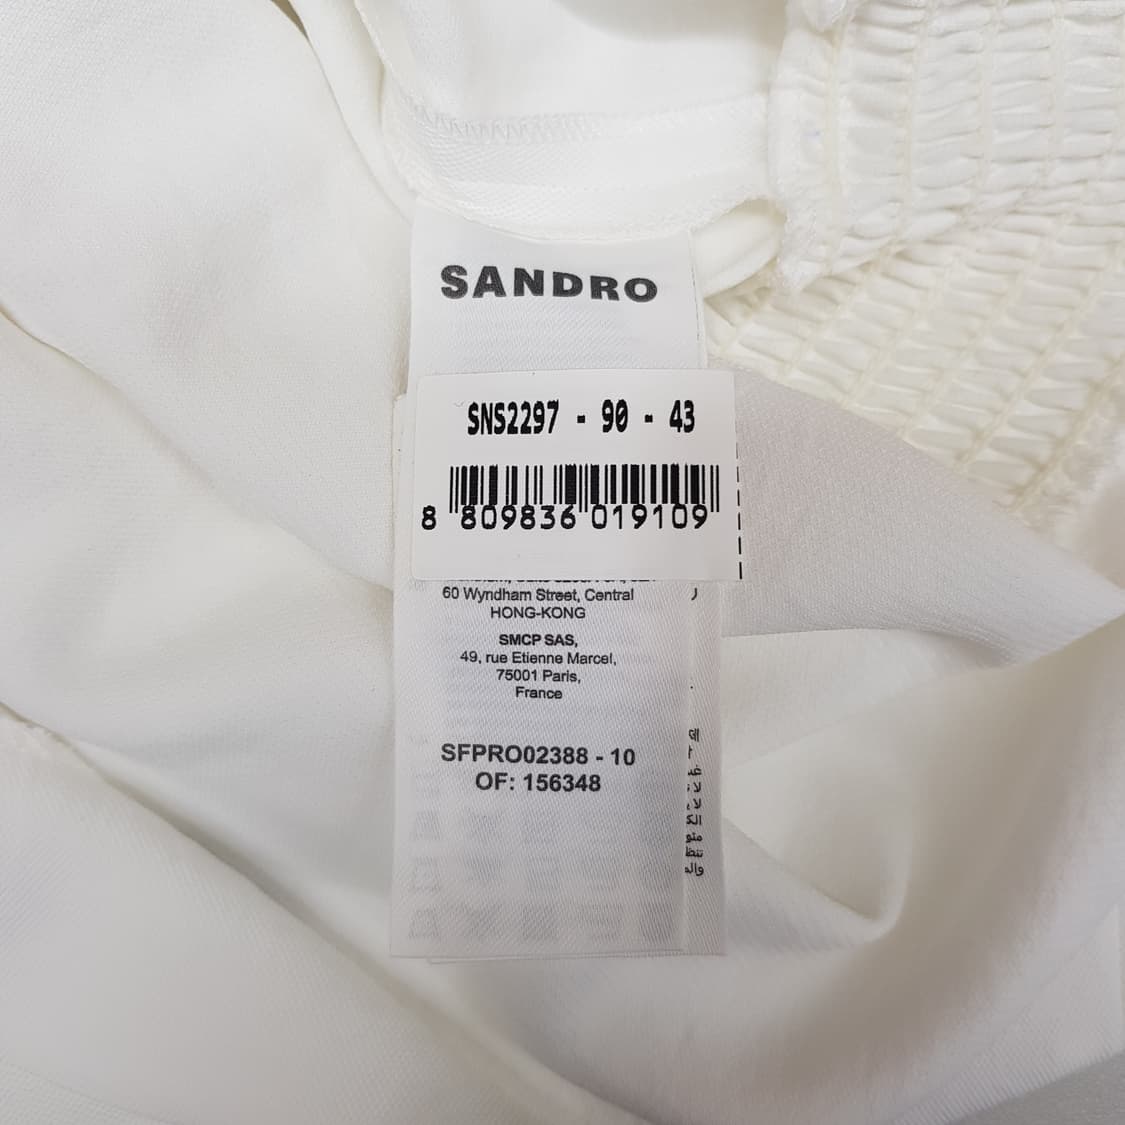 SANDRO
SNS2297 - 90 - 43
8 809836 019109
60 Wyndham Street, Central
HONG-KONG
SMCP SAS,
49, rue Etienne Marcel,
75001 Paris,
France
SFPRO02388 - 10
OF: 156348